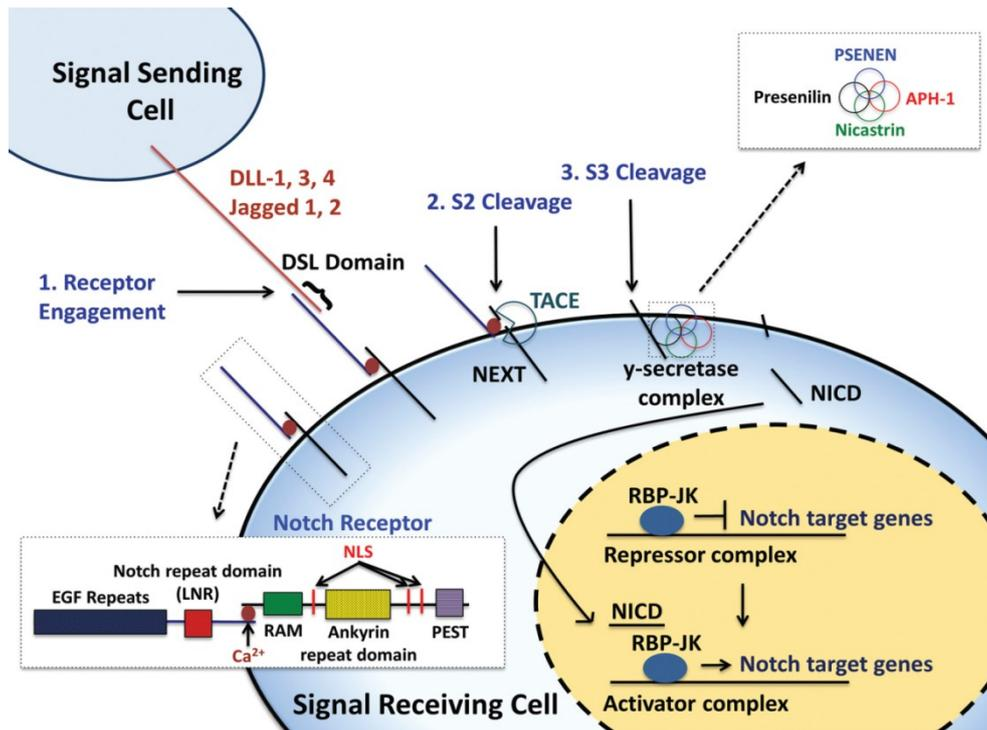 Signal Sending
Cell
PSENEN
Presenilin
APH-1
Nicastrin
DLL-1, 3, 4
Jagged 1, 2
3. S3 Cleavage
2. S2 Cleavage
DSL Domain
1. Receptor
Engagement
TACE
NEXT
y-secretase
complex
NICD
Notch Receptor
NLS
Notch repeat domain
(LNR)
EGF Repeats
RAM
Ankyrin
repeat domain
PEST
Ca²⁺
RBP-JK
Notch target genes
Repressor complex
NICD
RBP-JK
Notch target genes
Activator complex
Signal Receiving Cell